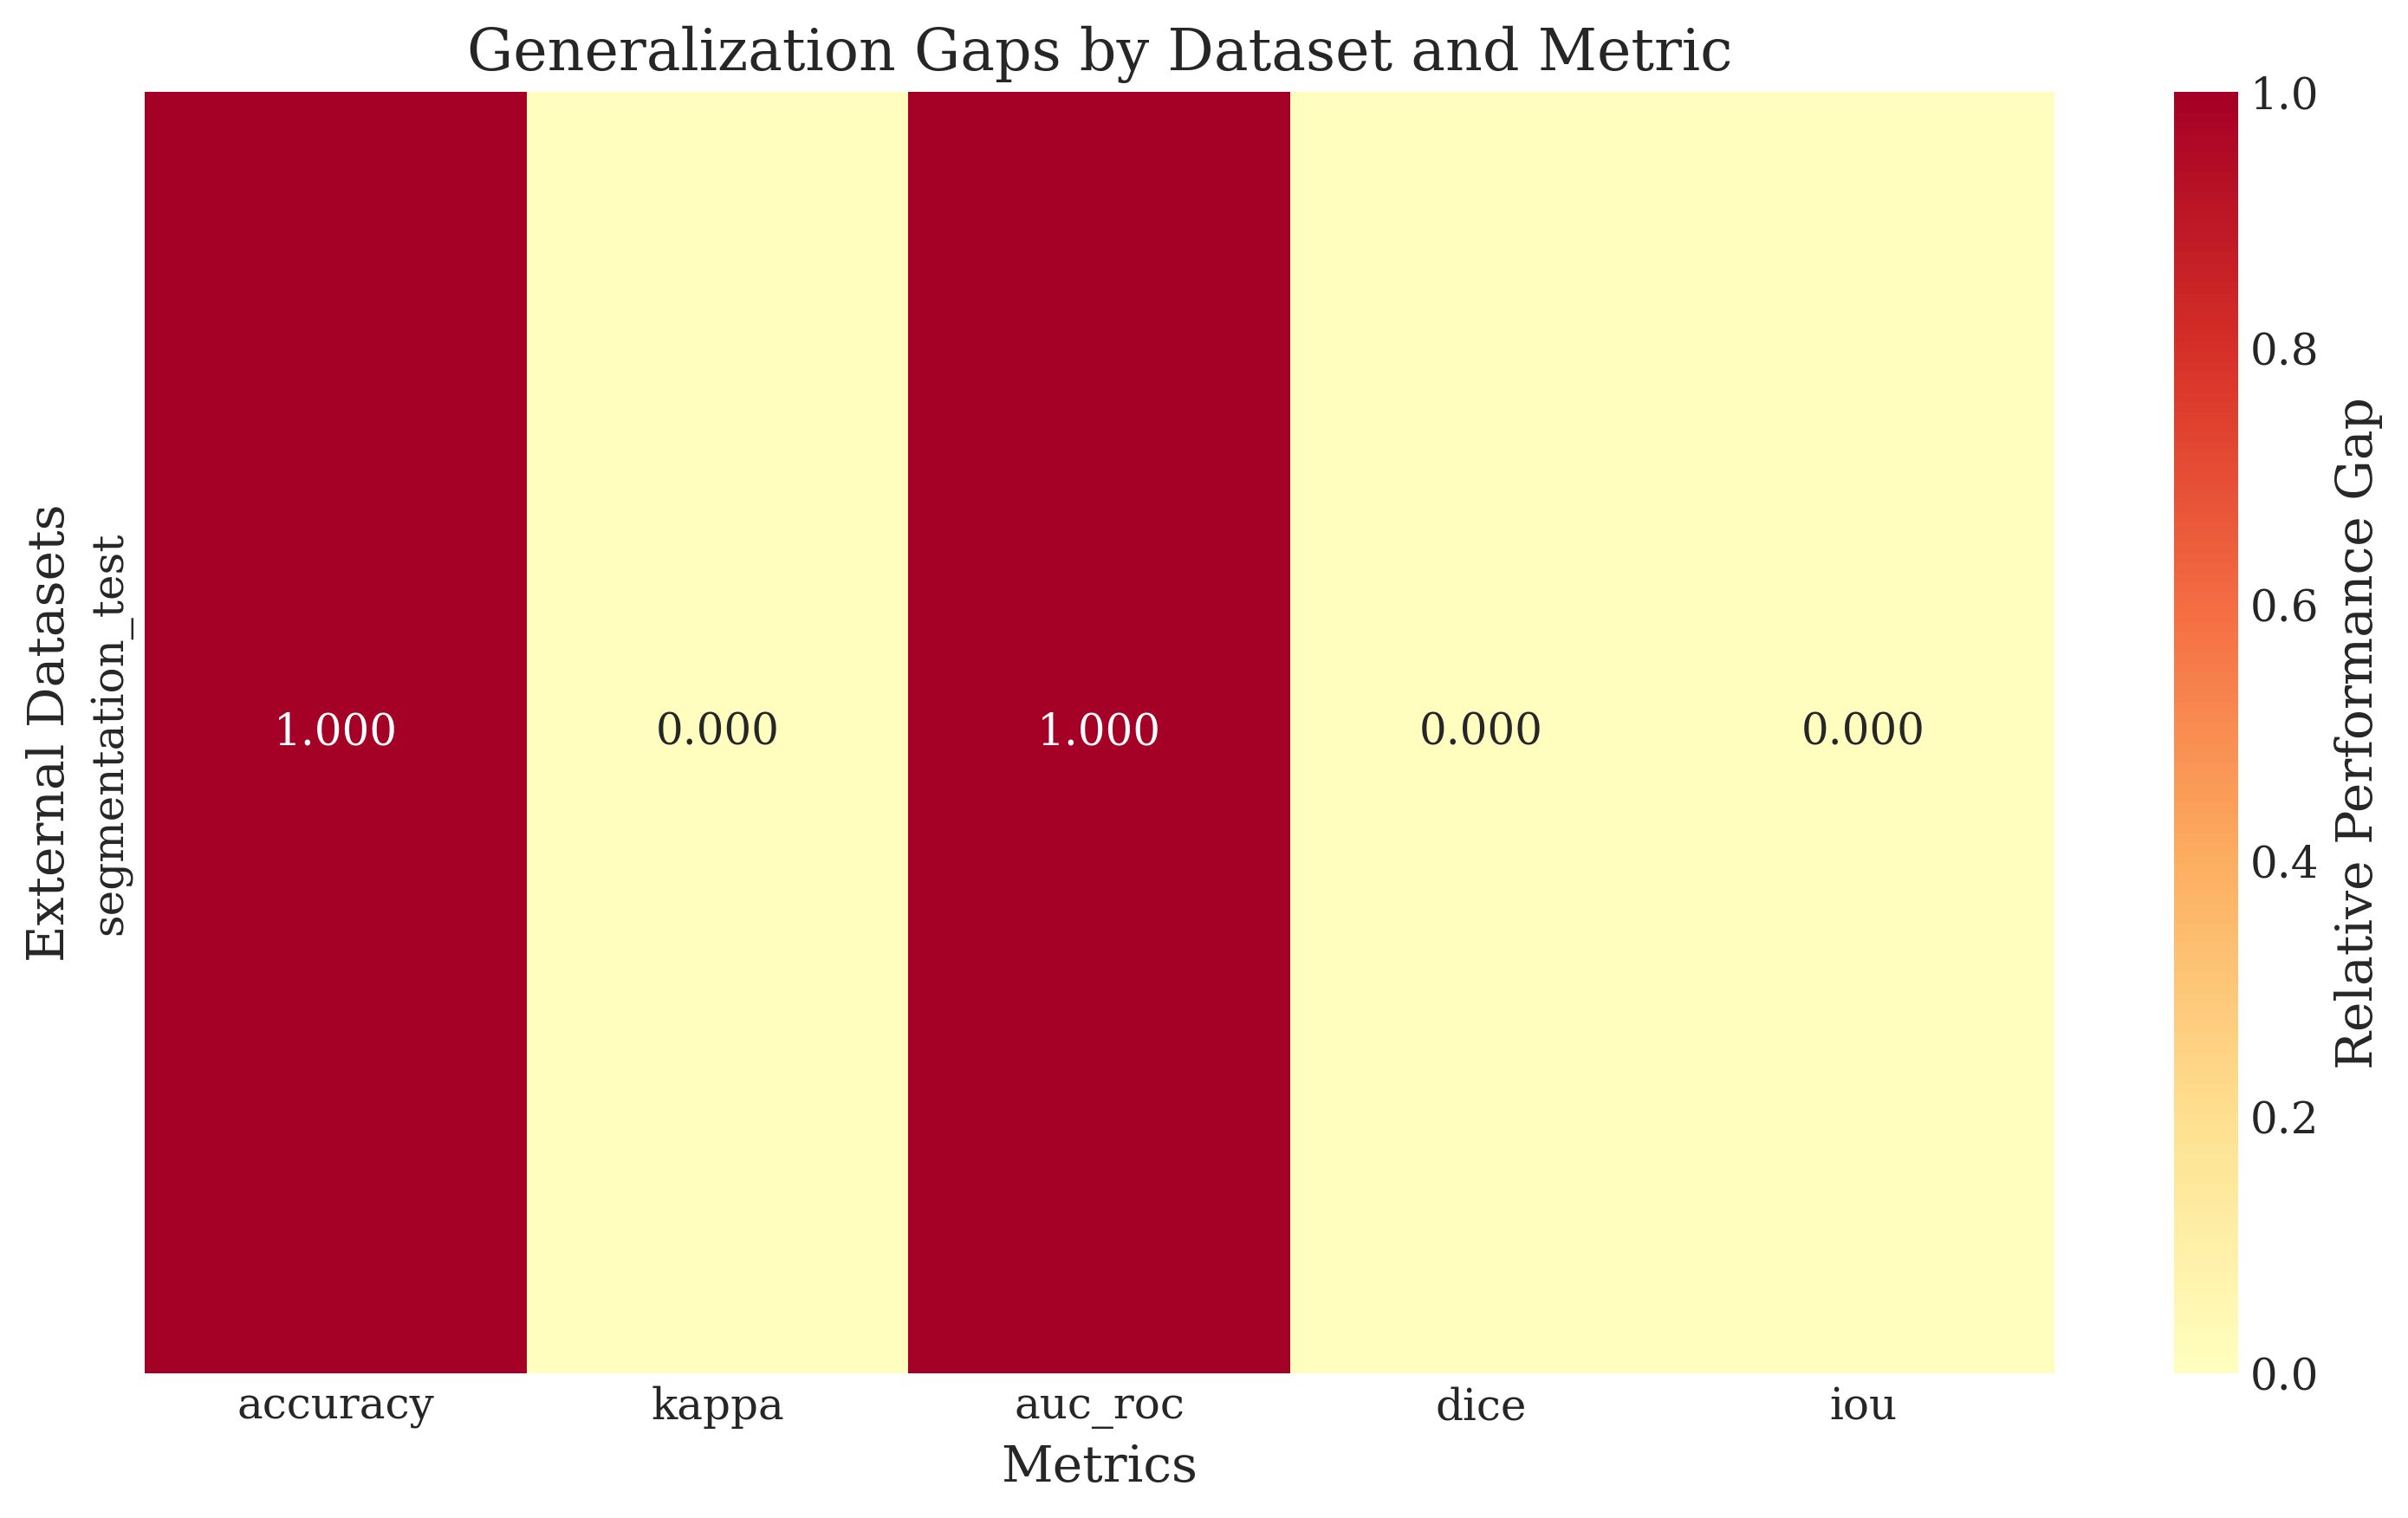 Generalization Gaps by Dataset and Metric
External Datasets
segmentation_test
1.000
0.000
1.000
0.000
0.000
accuracy
kappa
auc_roc
dice
iou
Metrics
1.0
0.8
0.6
0.4
0.2
0.0
Relative Performance Gap